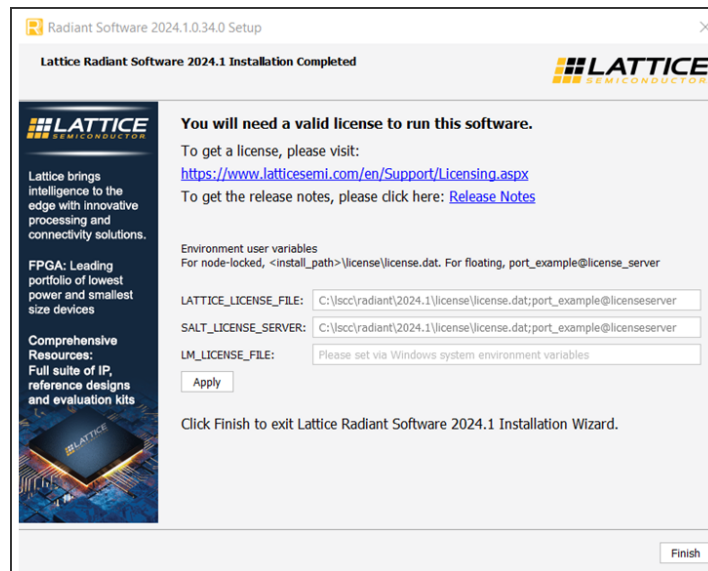 Radiant Software 2024.1.0.34.0 Setup
Lattice Radiant Software 2024.1 Installation Completed
LATTICE
SEMICONDUCTOR
LATTICE
SEMICONDUCTOR
Lattice brings
intelligence to the
edge with innovative
processing and
connectivity solutions.
FPGA: Leading
portfolio of lowest
power and smallest
size devices
Comprehensive
Resources:
Full suite of IP,
reference designs
and evaluation kits
LATTICE
You will need a valid license to run this software.
To get a license, please visit:
https://www.latticesemi.com/en/Support/Licensing.aspx
To get the release notes, please click here: Release Notes
Environment user variables
For node-locked, <install_path>\license\license.dat. For floating, port_example@license_server
LATTICE_LICENSE_FILE: C:\lscc\radiant\2024.1\license\license.dat;port_example@licenseserver
SALT_LICENSE_SERVER: C:\lscc\radiant\2024.1\license\license.dat;port_example@licenseserver
LM_LICENSE_FILE: Please set via Windows system environment variables
Apply
Click Finish to exit Lattice Radiant Software 2024.1 Installation Wizard.
Finish